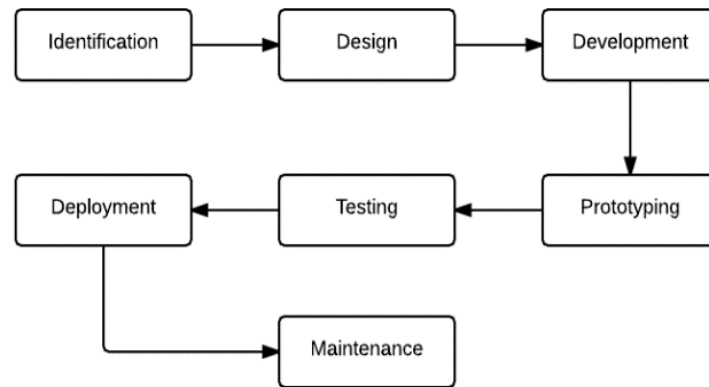 Identification
Design
Development
Prototyping
Testing
Deployment
Maintenance